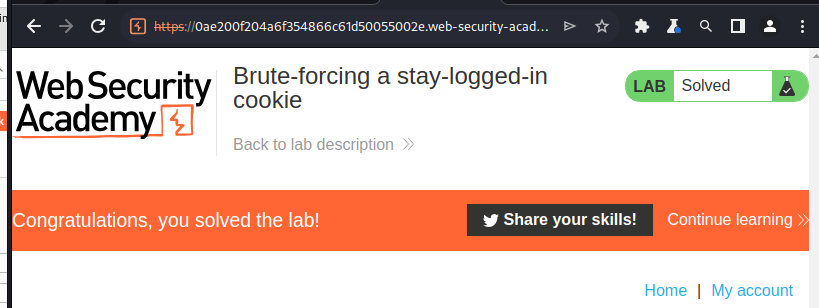 https://0ae200f204a6f354866c61d50055002e.web-security-acad...
Web Security
Academy
Brute-forcing a stay-logged-in
cookie
Back to lab description
LAB Solved
Congratulations, you solved the lab!
Share your skills!
Continue learning
Home | My account